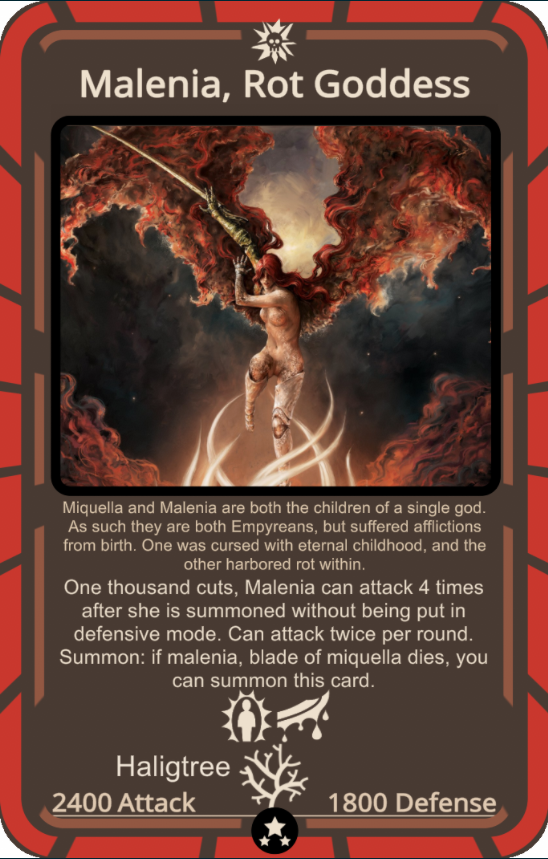 Malenia, Rot Goddess
Miquella and Malenia are both the children of a single god.
As such they are both Empyreans, but suffered afflictions
from birth. One was cursed with eternal childhood, and the
other harbored rot within.
One thousand cuts, Malenia can attack 4 times
after she is summoned without being put in
defensive mode. Can attack twice per round.
Summon: if malenia, blade of miquella dies, you
can summon this card.
Haligtree
2400 Attack
1800 Defense